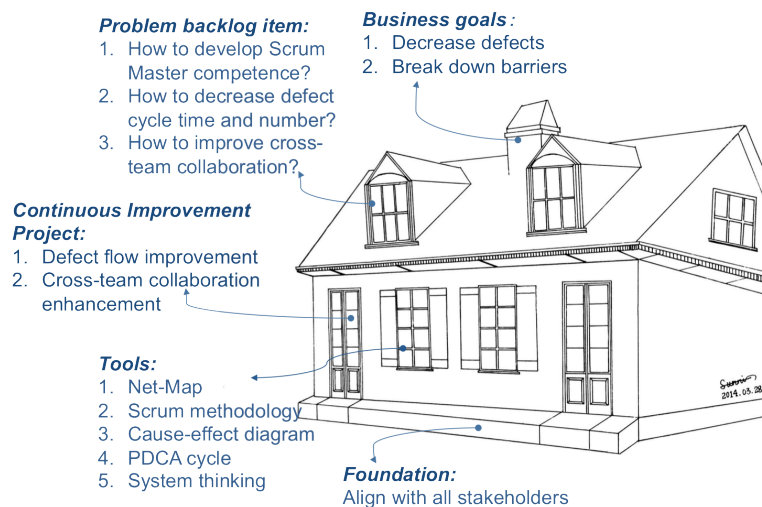 Problem backlog item:
1. How to develop Scrum
Master competence?
2. How to decrease defect
cycle time and number?
3. How to improve cross-
team collaboration?
Business goals:
1. Decrease defects
2. Break down barriers
Continuous Improvement
Project:
1. Defect flow improvement
2. Cross-team collaboration
enhancement
Tools:
1. Net-Map
2. Scrum methodology
3. Cause-effect diagram
4. PDCA cycle
5. System thinking
Foundation:
Align with all stakeholders
2014.03.28